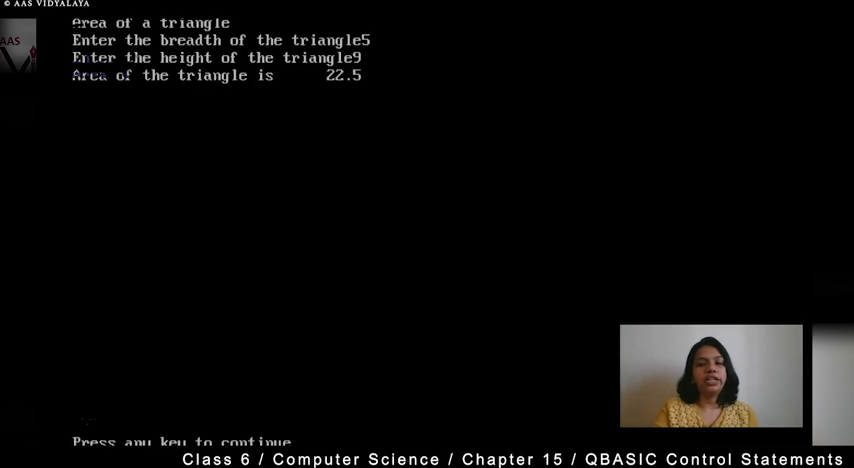 © AAS VIDYALAYA
Area of a triangle
AAS
Enter the breadth of the triangle5
Enter the height of the triangle9
Area of the triangle is      22.5
Press any key to continue
Class 6 / Computer Science / Chapter 15 / QBASIC Control Statements